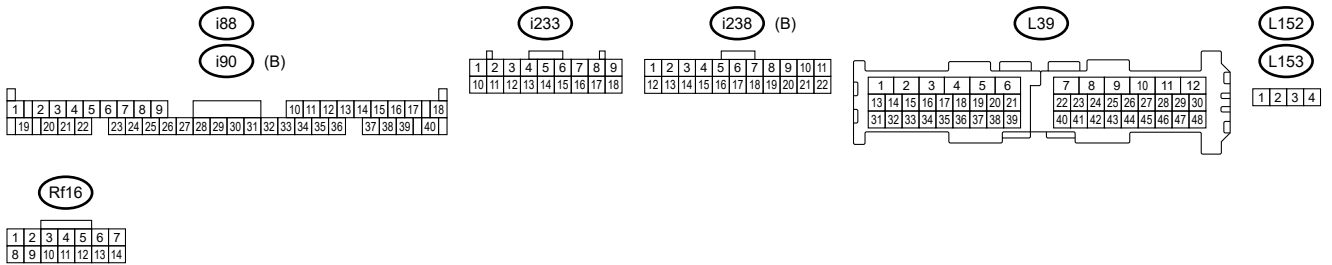 i88
i90 (B)
1 2 3 4 5 6 7 8 9 10 11 12 13 14 15 16 17 18
19 20 21 22 23 24 25 26 27 28 29 30 31 32 33 34 35 36 37 38 39 40
i233
1 2 3 4 5 6 7 8 9
10 11 12 13 14 15 16 17 18
i238 (B)
1 2 3 4 5 6 7 8 9 10 11
12 13 14 15 16 17 18 19 20 21 22
L39
1 2 3 4 5 6 7 8 9 10 11 12
13 14 15 16 17 18 19 20 21 22 23 24 25 26 27 28 29 30
31 32 33 34 35 36 37 38 39 40 41 42 43 44 45 46 47 48
L152
L153
1 2 3 4
Rf16
1 2 3 4 5 6 7
8 9 10 11 12 13 14